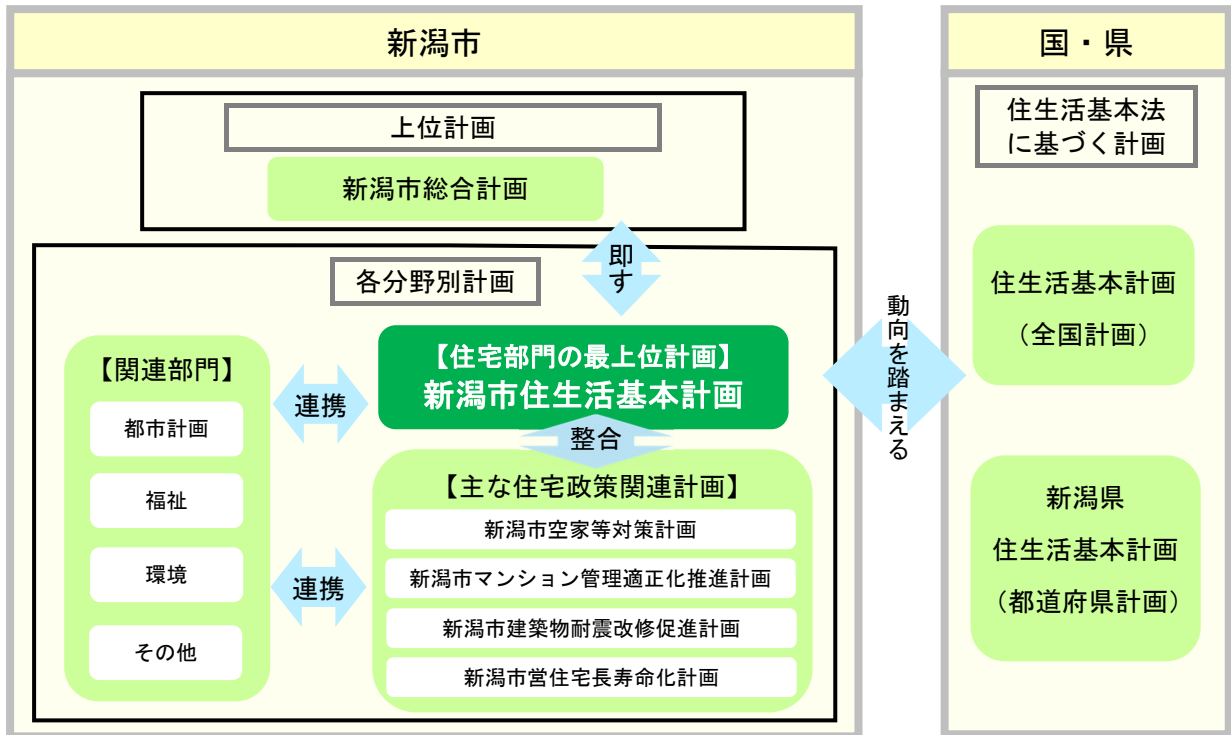 新潟市
上位計画
新潟市総合計画
即す
各分野別計画
【関連部門】
都市計画
福祉
環境
その他
連携
連携
【住宅部門の最上位計画】
新潟市住生活基本計画
整合
【主な住宅政策関連計画】
新潟市空家等対策計画
新潟市マンション管理適正化推進計画
新潟市建築物耐震改修促進計画
新潟市営住宅長寿命化計画
動向を踏まえる
国・県
住生活基本法
に基づく計画
住生活基本計画
（全国計画）
新潟県
住生活基本計画
（都道府県計画）